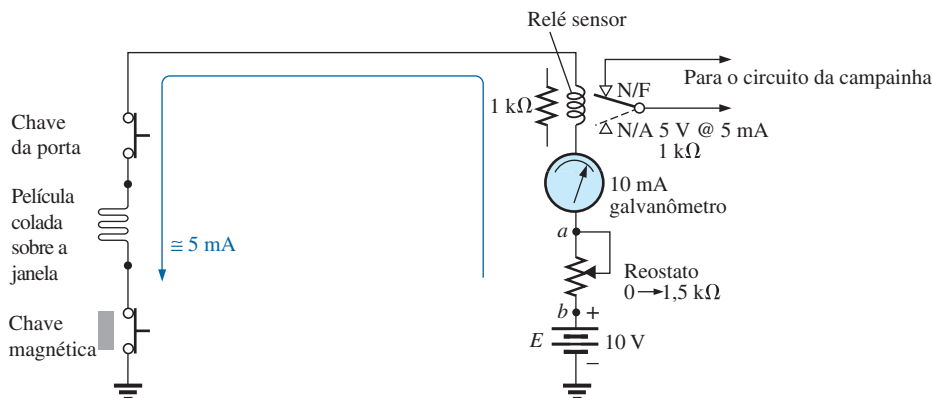 Relé sensor
N/F
Para o circuito da campainha
1 kΩ
N/A 5 V @ 5 mA
1 kΩ
Chave
da porta
10 mA
galvanômetro
Película
colada
sobre a
janela
≅ 5 mA
a
Reostato
0 → 1,5 kΩ
b
+
Chave
magnética
E
10 V
–